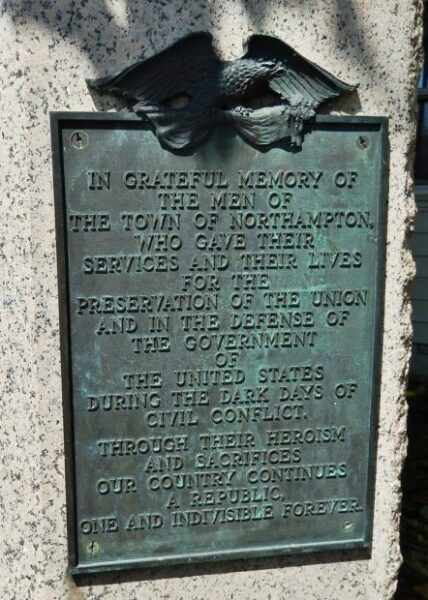 IN GRATEFUL MEMORY OF
THE MEN OF
THE TOWN OF NORTHAMPTON,
WHO GAVE THEIR
SERVICES AND THEIR LIVES
FOR THE
PRESERVATION OF THE UNION
AND IN THE DEFENSE OF
THE GOVERNMENT
OF
THE UNITED STATES
DURING THE DARK DAYS OF
CIVIL CONFLICT.
THROUGH THEIR HEROISM
AND SACRIFICES
OUR COUNTRY CONTINUES
A REPUBLIC,
ONE AND INDIVISIBLE FOREVER.